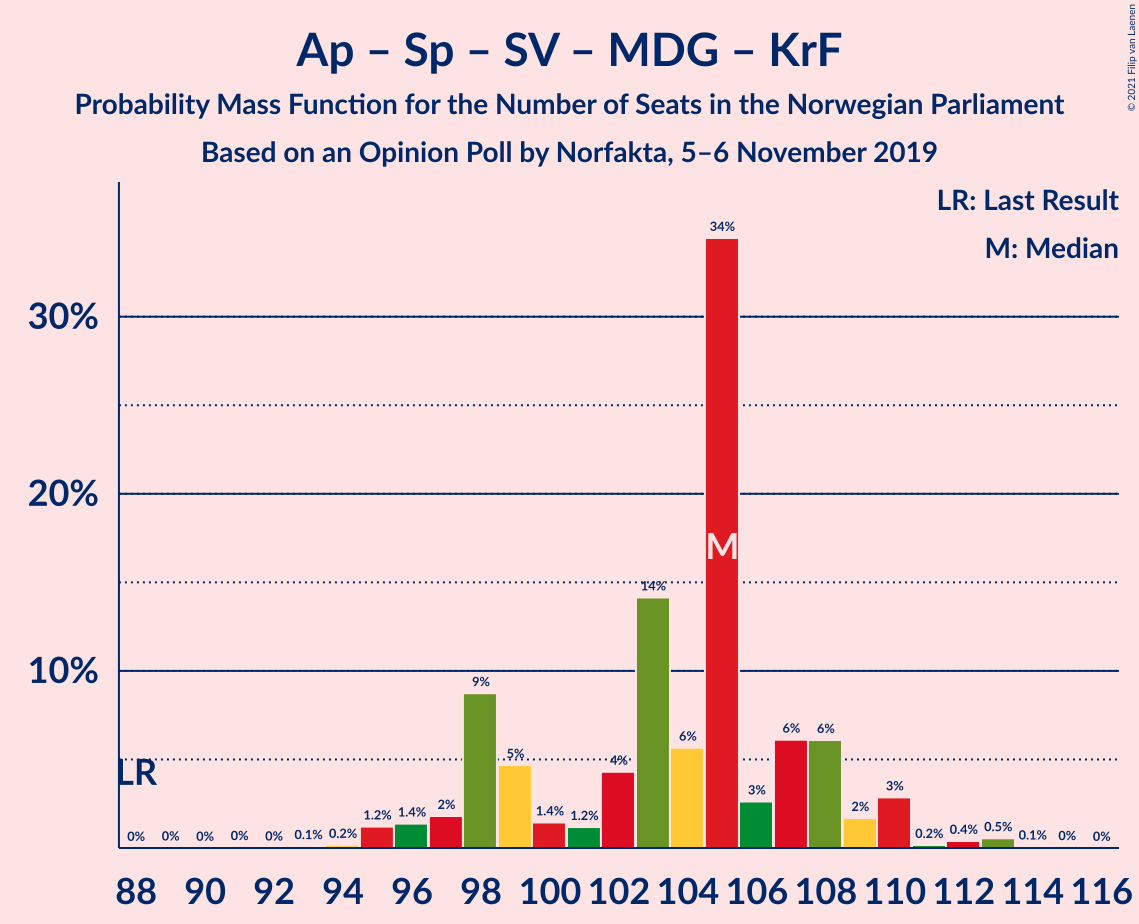 Ap – Sp – SV – MDG – KrF
Probability Mass Function for the Number of Seats in the Norwegian Parliament
Based on an Opinion Poll by Norfakta, 5–6 November 2019
© 2021 Filip van Laenen
LR: Last Result
M: Median
30%
20%
10%
LR
M
0% 0% 0% 0% 0% 0.1% 0.2% 1.2% 1.4% 2% 9% 5% 1.4% 1.2% 4% 14% 6% 34% 3% 6% 6% 2% 3% 0.2% 0.4% 0.5% 0.1% 0% 0%
88 90 92 94 96 98 100 102 104 106 108 110 112 114 116